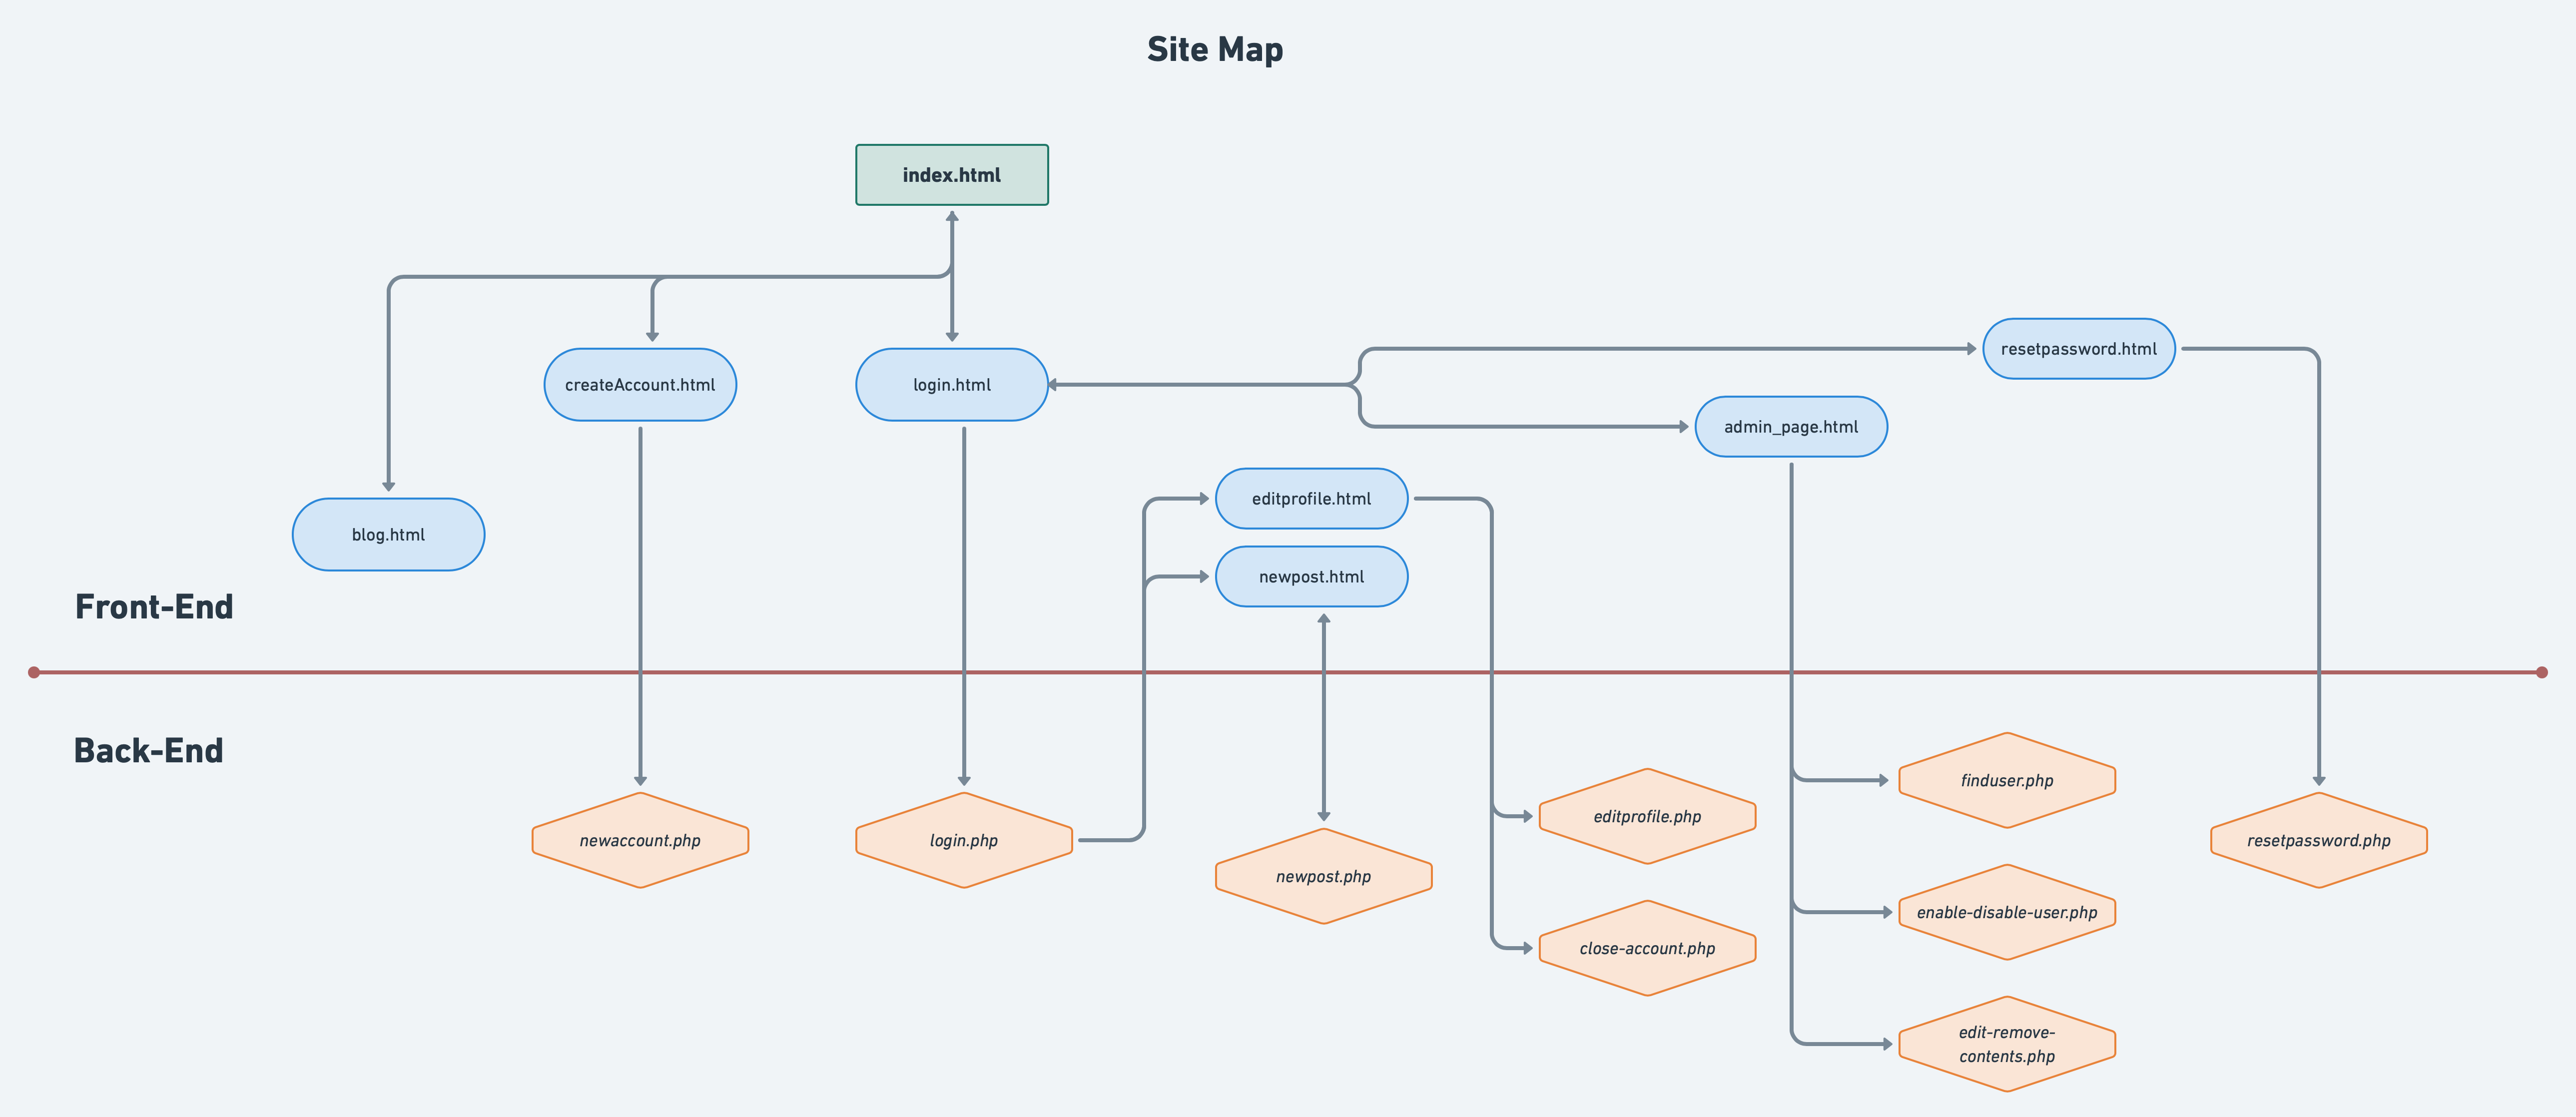 Site Map
index.html
resetpassword.html
createAccount.html
login.html
admin_page.html
editprofile.html
blog.html
newpost.html
Front-End
Back-End
finduser.php
editprofile.php
newaccount.php
login.php
resetpassword.php
newpost.php
enable-disable-user.php
close-account.php
edit-remove-
contents.php